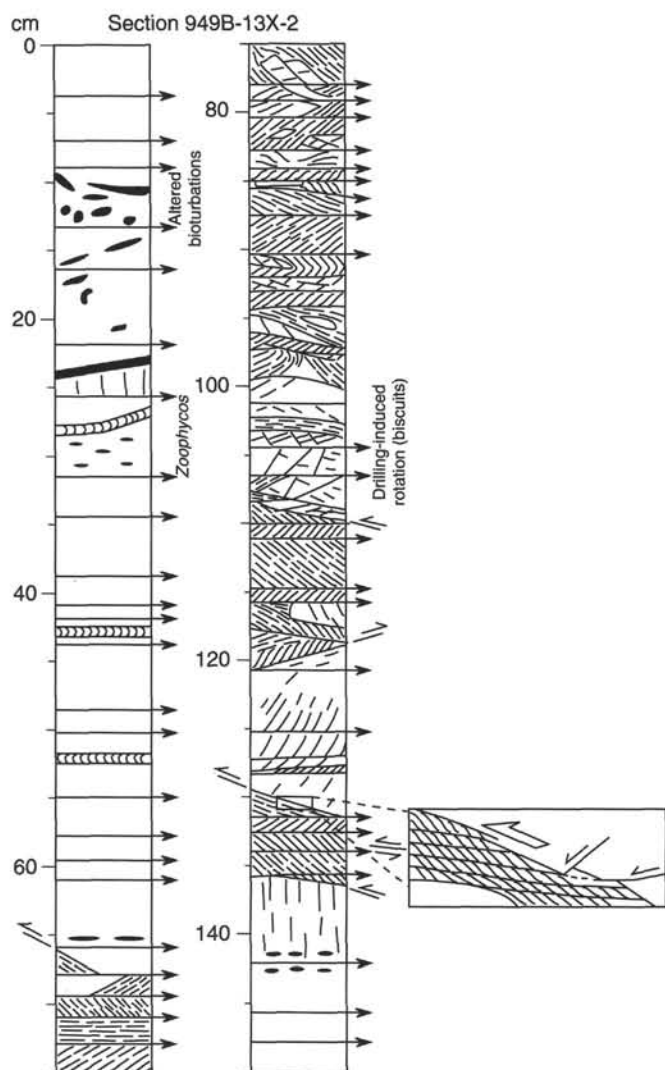 cm
Section 949B-13X-2
0
20
40
60
Altered
bioturbations
Zoophycos
80
100
120
140
Drilling-induced
rotation (biscuits)